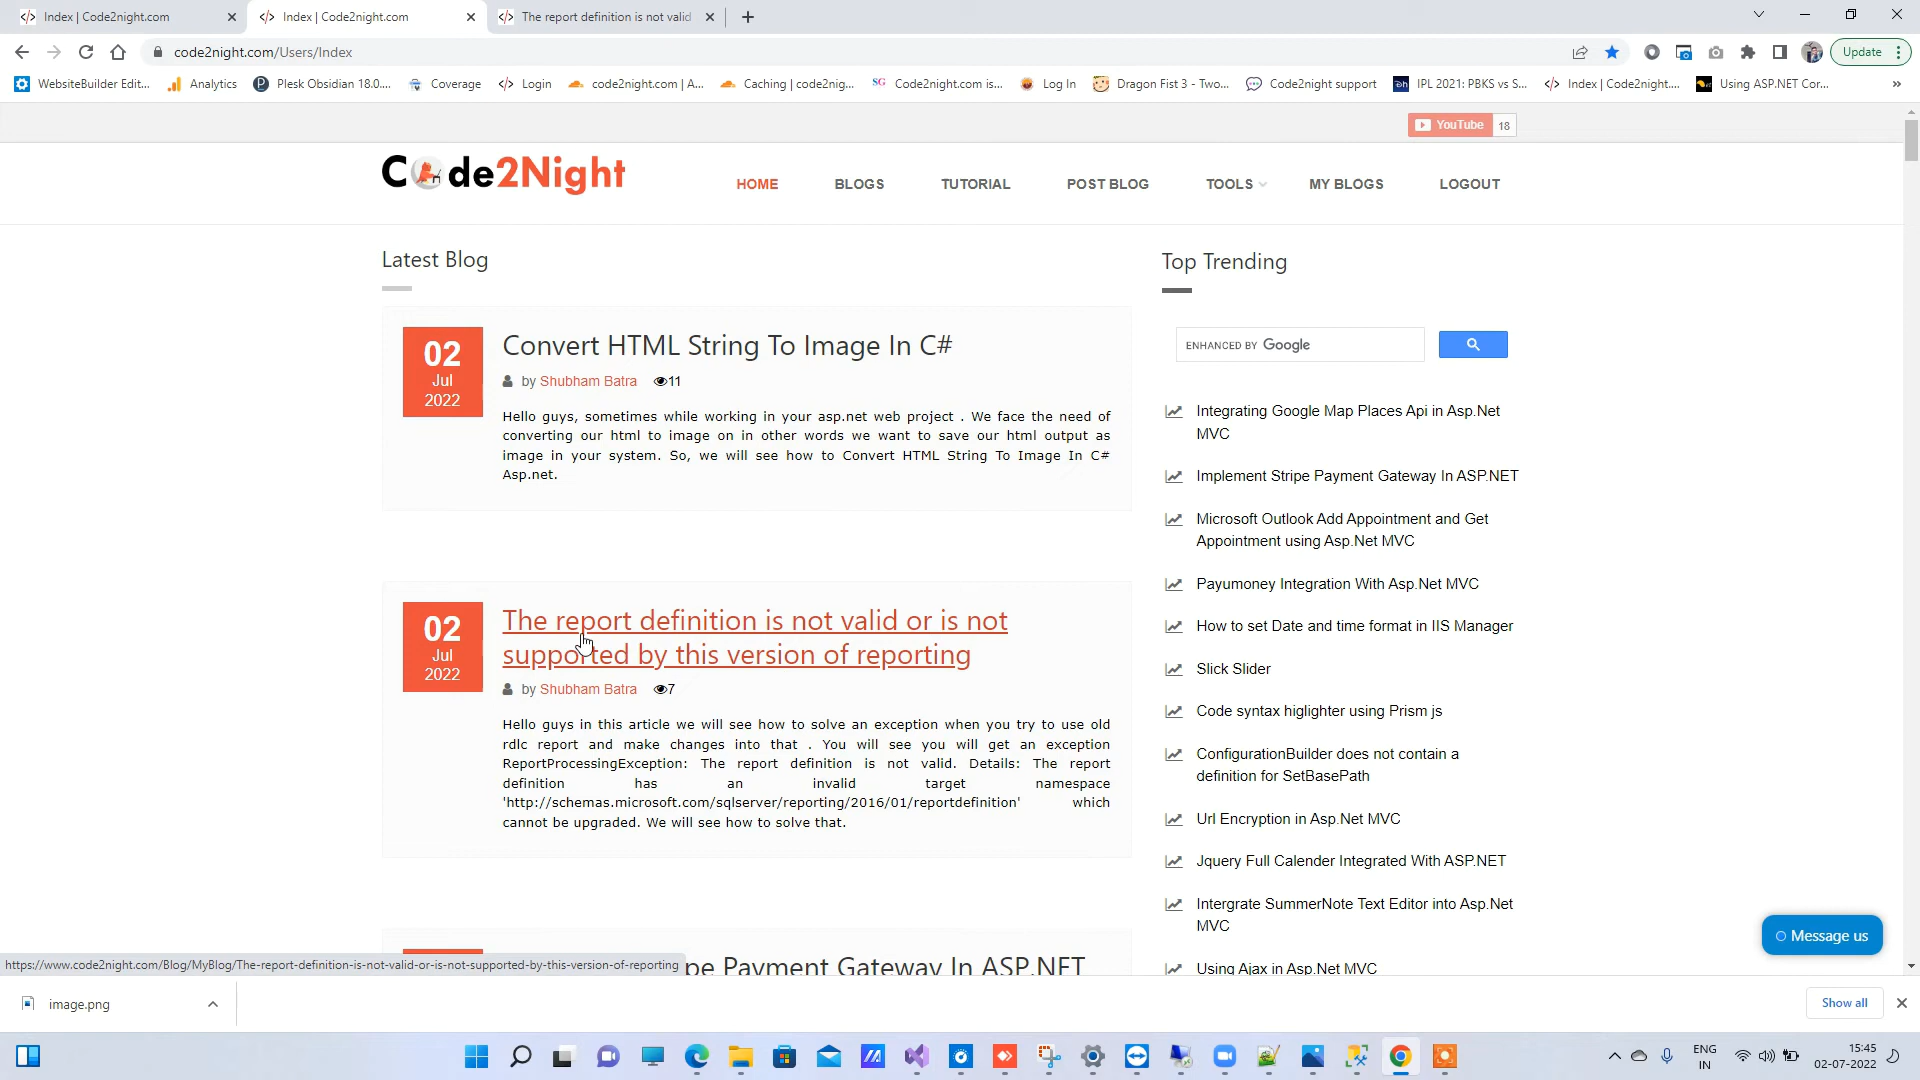 Index | Code2night.com
Index | Code2night.com
The report definition is not valid
code2night.com/Users/Index
Update
WebsiteBuilder Edit...
Analytics
Plesk Obsidian 18.0....
Coverage
Login
code2night.com | A...
Caching | code2nig...
SG Code2night.com is...
Log In
Dragon Fist 3 - Two...
Code2night support
IPL 2021: PBKS vs S...
Index | Code2night....
Using ASP.NET Cor...
»
YouTube 18
Code2Night
HOME
BLOGS
TUTORIAL
POST BLOG
TOOLS
MY BLOGS
LOGOUT
Latest Blog
02
Jul
2022
Convert HTML String To Image In C#
by Shubham Batra 11
Hello guys, sometimes while working in your asp.net web project . We face the need of
converting our html to image on in other words we want to save our html output as
image in your system. So, we will see how to Convert HTML String To Image In C#
Asp.net.
02
Jul
2022
The report definition is not valid or is not
supported by this version of reporting
by Shubham Batra 7
Hello guys in this article we will see how to solve an exception when you try to use old
rdlc report and make changes into that . You will see you will get an exception
ReportProcessingException: The report definition is not valid. Details: The report
definition has an invalid target namespace
'http://schemas.microsoft.com/sqlserver/reporting/2016/01/reportdefinition' which
cannot be upgraded. We will see how to solve that.
Payment Gateway In ASP.NET
Top Trending
ENHANCED BY Google
Integrating Google Map Places Api in Asp.Net
MVC
Implement Stripe Payment Gateway In ASP.NET
Microsoft Outlook Add Appointment and Get
Appointment using Asp.Net MVC
Payumoney Integration With Asp.Net MVC
How to set Date and time format in IIS Manager
Slick Slider
Code syntax higlighter using Prism js
ConfigurationBuilder does not contain a
definition for SetBasePath
Url Encryption in Asp.Net MVC
Jquery Full Calender Integrated With ASP.NET
Intergrate SummerNote Text Editor into Asp.Net
MVC
Using Ajax in Asp.Net MVC
Message us
https://www.code2night.com/Blog/MyBlog/The-report-definition-is-not-valid-or-is-not-supported-by-this-version-of-reporting
image.png
Show all
ENG
IN
15:45
02-07-2022